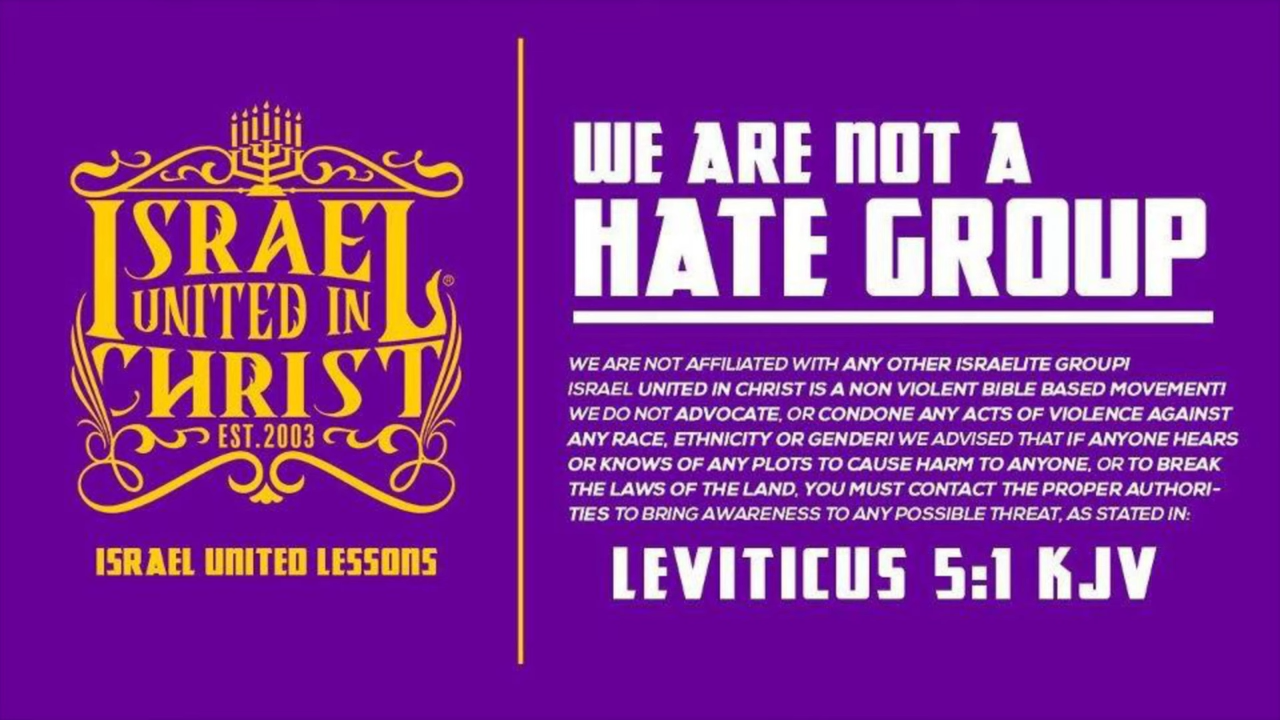 ISRAEL
UNITED IN
CHRIST
EST. 2003
ISRAEL UNITED LESSONS
WE ARE NOT A
HATE GROUP
WE ARE NOT AFFILIATED WITH ANY OTHER ISRAELITE GROUP!
ISRAEL UNITED IN CHRIST IS A NON VIOLENT BIBLE BASED MOVEMENT!
WE DO NOT ADVOCATE, OR CONDONE ANY ACTS OF VIOLENCE AGAINST
ANY RACE, ETHNICITY OR GENDER! WE ADVISED THAT IF ANYONE HEARS
OR KNOWS OF ANY PLOTS TO CAUSE HARM TO ANYONE, OR TO BREAK
THE LAWS OF THE LAND, YOU MUST CONTACT THE PROPER AUTHORI-
TIES TO BRING AWARENESS TO ANY POSSIBLE THREAT, AS STATED IN:
LEVITICUS 5:1 KJV